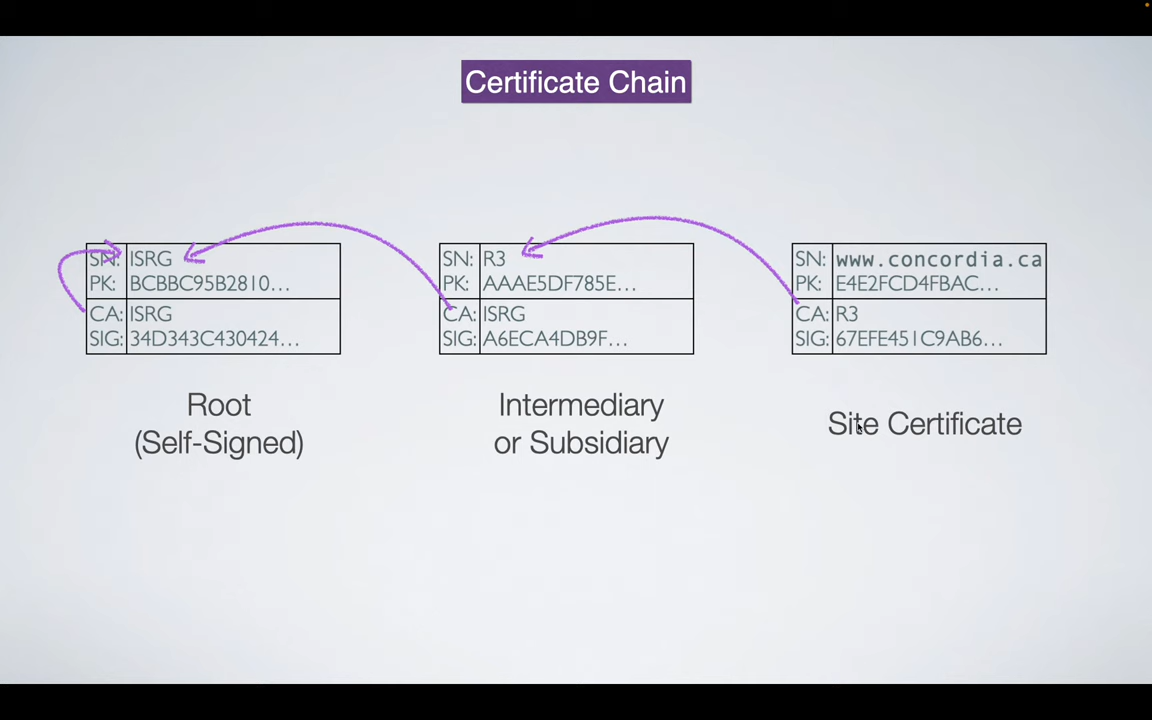 Certificate Chain
SN: ISRG
PK: BCBBC95B2810...
CA: ISRG
SIG: 34D343C430424...
Root
(Self-Signed)
SN: R3
PK: AAAE5DF785E...
CA: ISRG
SIG: A6ECA4DB9F...
Intermediary
or Subsidiary
SN: www.concordia.ca
PK: E4E2FCD4FBAC...
CA: R3
SIG: 67EFE451C9AB6...
Site Certificate